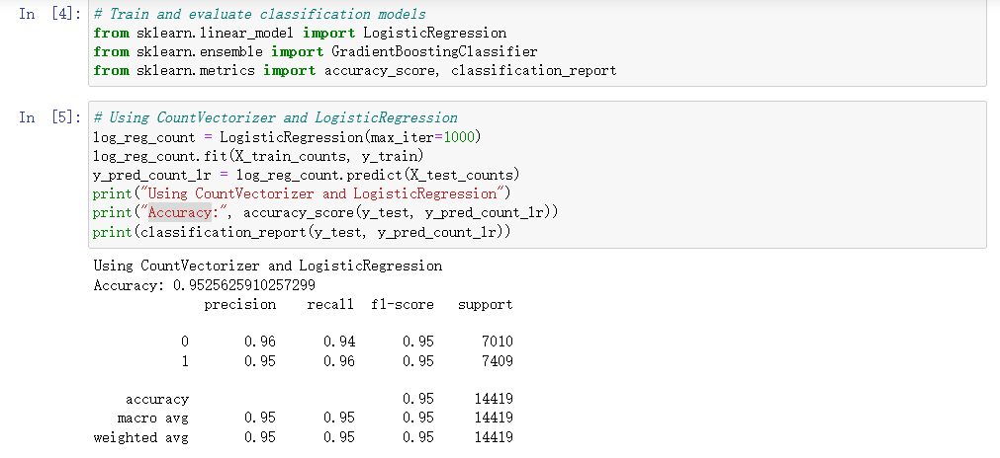 In [4]: # Train and evaluate classification models
from sklearn.linear_model import LogisticRegression
from sklearn.ensemble import GradientBoostingClassifier
from sklearn.metrics import accuracy_score, classification_report
In [5]: # Using CountVectorizer and LogisticRegression
log_reg_count = LogisticRegression(max_iter=1000)
log_reg_count.fit(X_train_counts, y_train)
y_pred_count_lr = log_reg_count.predict(X_test_counts)
print("Using CountVectorizer and LogisticRegression")
print("Accuracy:", accuracy_score(y_test, y_pred_count_lr))
print(classification_report(y_test, y_pred_count_lr))
Using CountVectorizer and LogisticRegression
Accuracy: 0.9525625910257299
precision recall f1-score support
0 0.96 0.94 0.95 7010
1 0.95 0.96 0.95 7409
accuracy 0.95 14419
macro avg 0.95 0.95 0.95 14419
weighted avg 0.95 0.95 0.95 14419